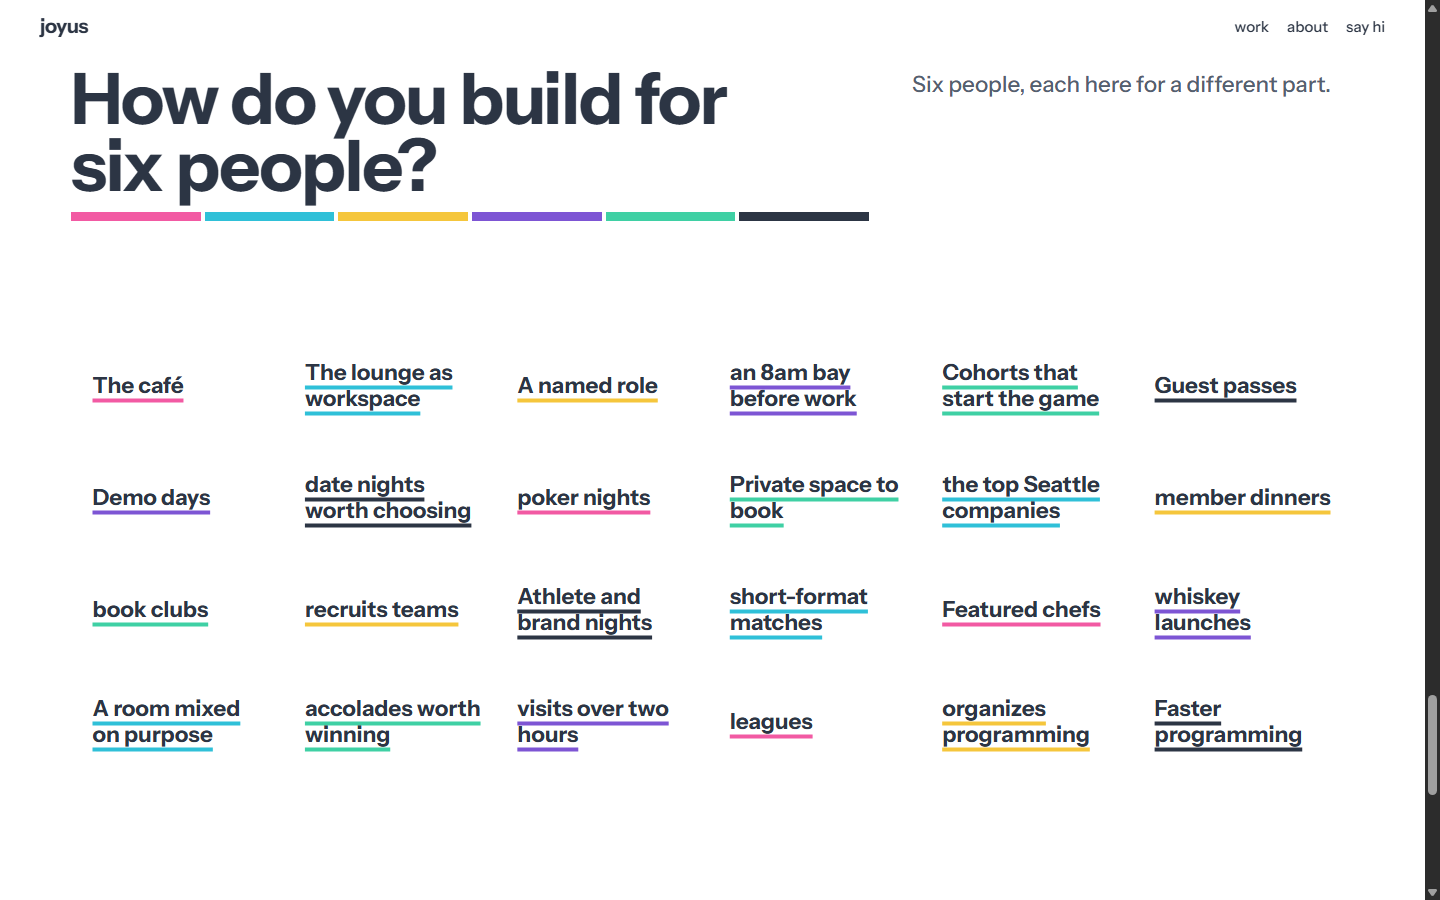 joyus
work about say hi
How do you build for
six people?
Six people, each here for a different part.
The café
The lounge as
workspace
A named role
an 8am bay
before work
Cohorts that
start the game
Guest passes
Demo days
date nights
worth choosing
poker nights
Private space to
book
the top Seattle
companies
member dinners
book clubs
recruits teams
Athlete and
brand nights
short-format
matches
Featured chefs
whiskey
launches
A room mixed
on purpose
accolades worth
winning
visits over two
hours
leagues
organizes
programming
Faster
programming